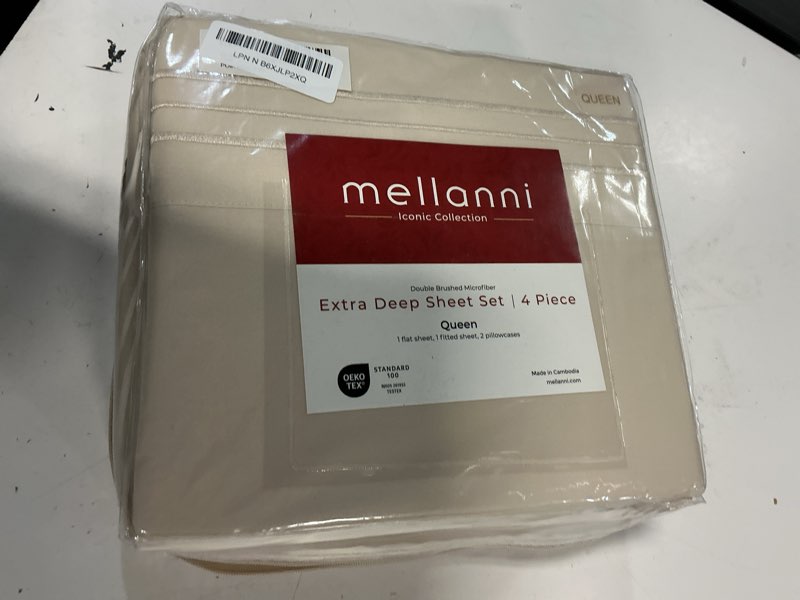 LPN N B6XJLP2XQ
QUEEN
mellanni
Iconic Collection
Double Brushed Microfiber
Extra Deep Sheet Set | 4 Piece
Queen
1 flat sheet, 1 fitted sheet, 2 pillowcases
OEKO
TEX®
STANDARD
100
Made in Cambodia
mellanni.com